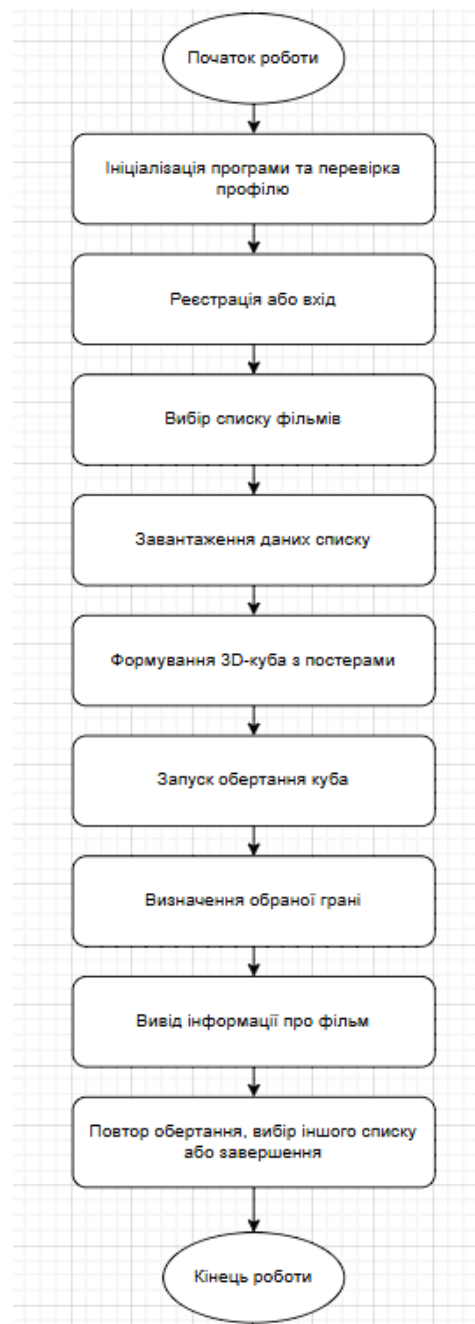 Початок роботи
Ініціалізація програми та перевірка
профілю
Реєстрація або вхід
Вибір списку фільмів
Завантаження даних списку
Формування 3D-куба з постерами
Запуск обертання куба
Визначення обраної грані
Вивід інформації про фільм
Повтор обертання, вибір іншого списку
або завершення
Кінець роботи